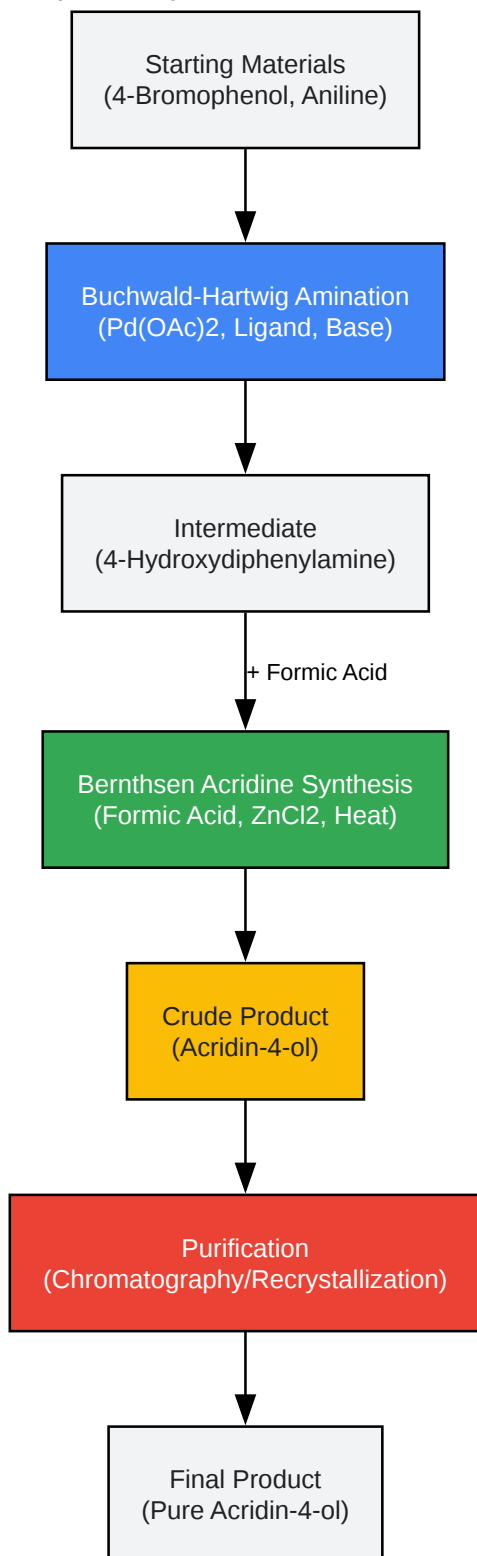 Starting Materials
(4-Bromophenol, Aniline)
Buchwald-Hartwig Amination
(Pd(OAc)2, Ligand, Base)
Intermediate
(4-Hydroxydiphenylamine)
+ Formic Acid
Bernthsen Acridine Synthesis
(Formic Acid, ZnCl2, Heat)
Crude Product
(Acridin-4-ol)
Purification
(Chromatography/Recrystallization)
Final Product
(Pure Acridin-4-ol)